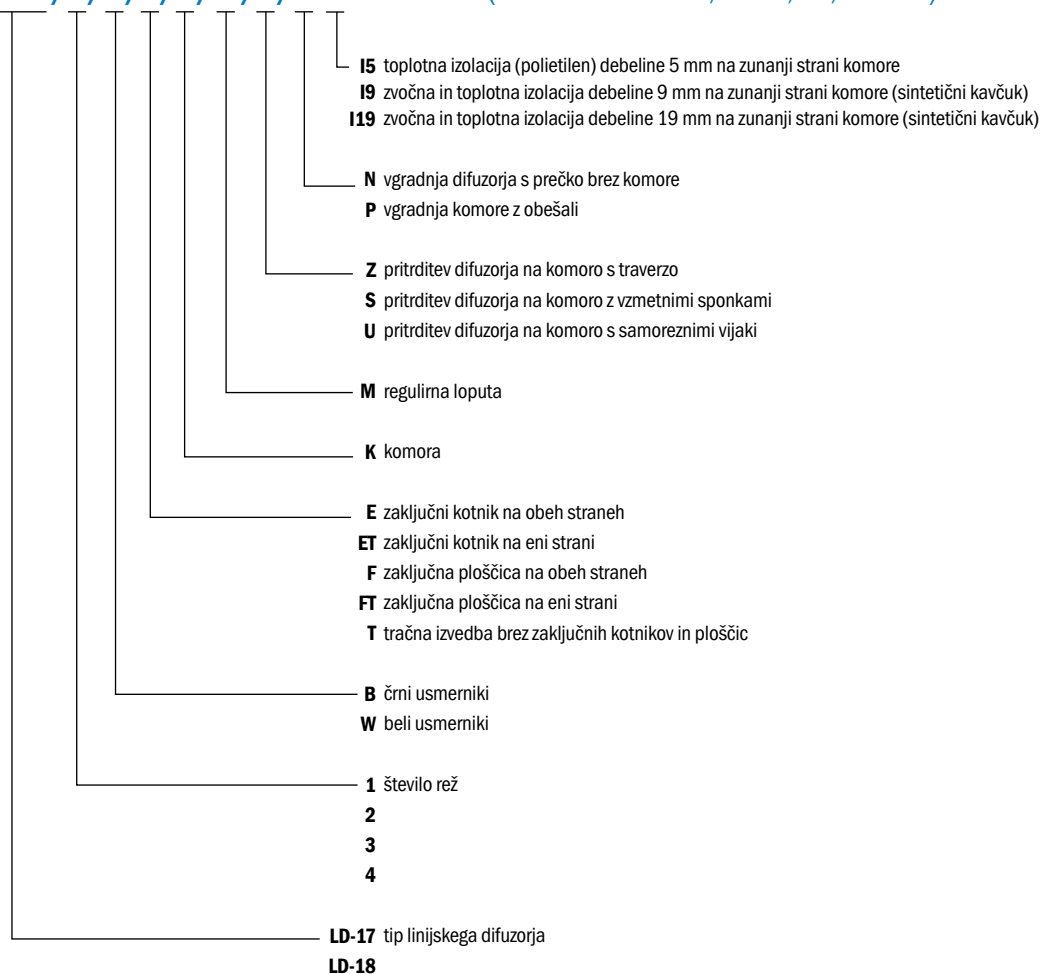 I5 toplotna izolacija (polietilen) debeline 5 mm na zunanji strani komore
I9 zvočna in toplotna izolacija debeline 9 mm na zunanji strani komore (sintetični kavčuk)
I19 zvočna in toplotna izolacija debeline 19 mm na zunanji strani komore (sintetični kavčuk)
N vgradnja difuzorja s prečko brez komore
P vgradnja komore z obešali
Z pritrditev difuzorja na komoro s traverzo
S pritrditev difuzorja na komoro z vzmetnimi sponkami
U pritrditev difuzorja na komoro s samoreznimi vijaki
M regulirna loputa
K komora
E zaključni kotnik na obeh straneh
ET zaključni kotnik na eni strani
F zaključna ploščica na obeh straneh
FT zaključna ploščica na eni strani
T tračna izvedba brez zaključnih kotnikov in ploščic
B črni usmerniki
W beli usmerniki
1 število rež
2
3
4
LD-17 tip linijskega difuzorja
LD-18